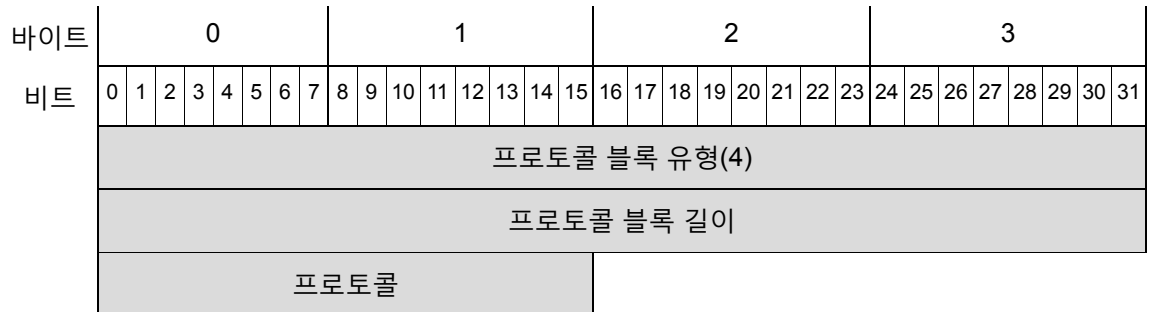 바이트 0 1 2 3
비트 0 1 2 3 4 5 6 7 8 9 10 11 12 13 14 15 16 17 18 19 20 21 22 23 24 25 26 27 28 29 30 31
프로토콜 블록 유형(4)
프로토콜 블록 길이
프로토콜